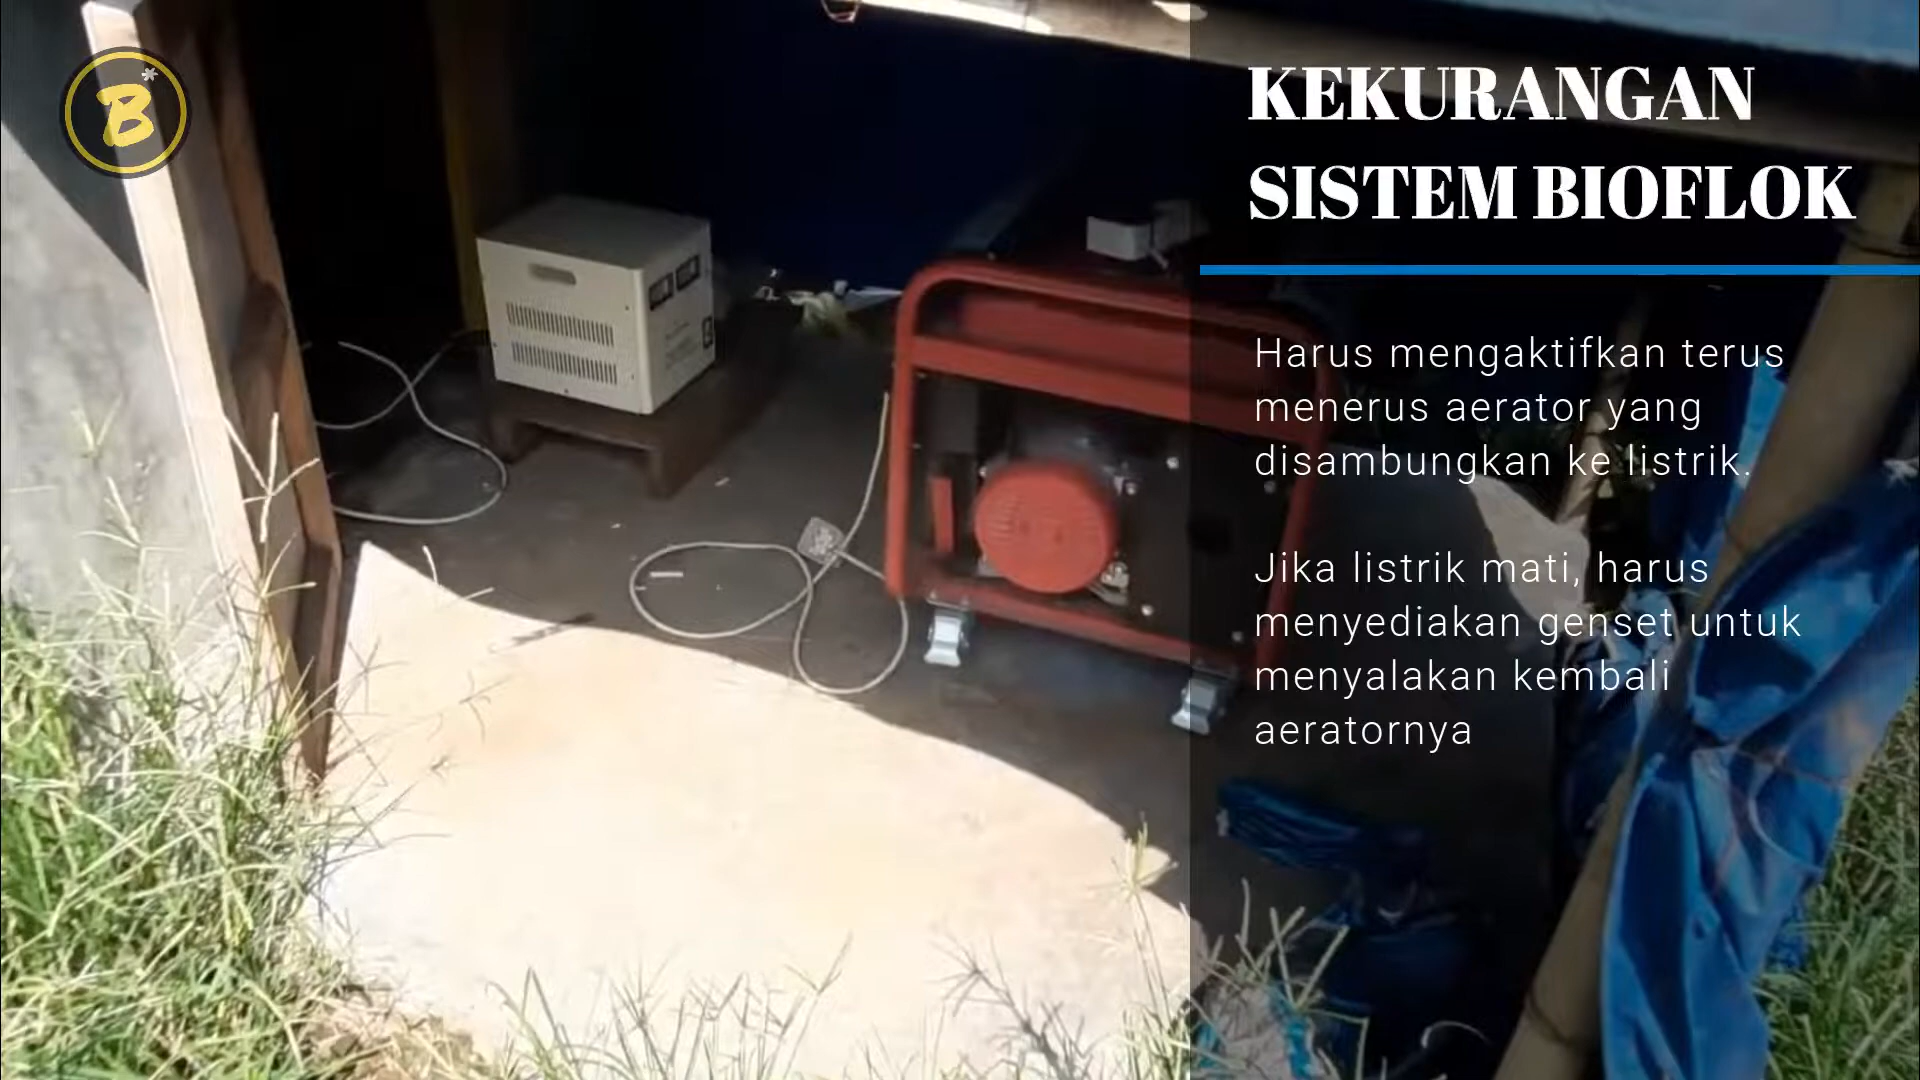 B
KEKURANGAN
SISTEM BIOFLOK
Harus mengaktifkan terus
menerus aerator yang
disambungkan ke listrik.
Jika listrik mati, harus
menyediakan genset untuk
menyalakan kembali
aeratornya